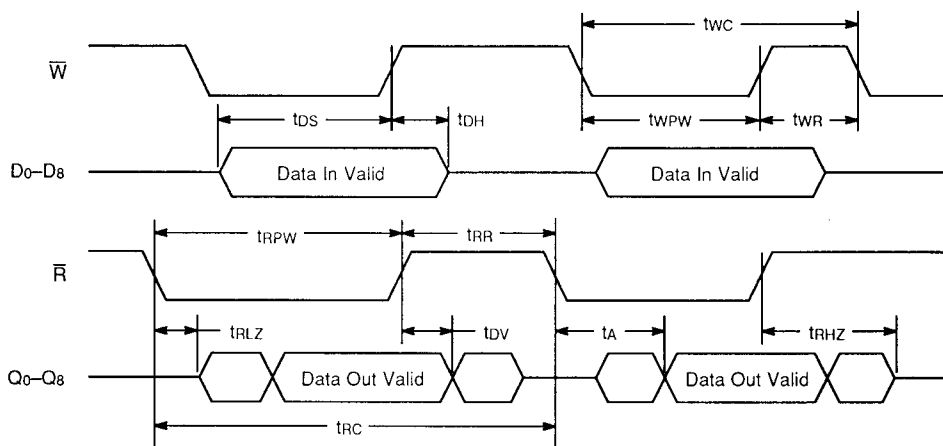 tWC
W̅
tDS
tDH
tWPW
tWR
D0–D8
Data In Valid
Data In Valid
tRPW
tRR
R̅
tRLZ
tDV
tA
tRHZ
Q0–Q8
Data Out Valid
Data Out Valid
tRC